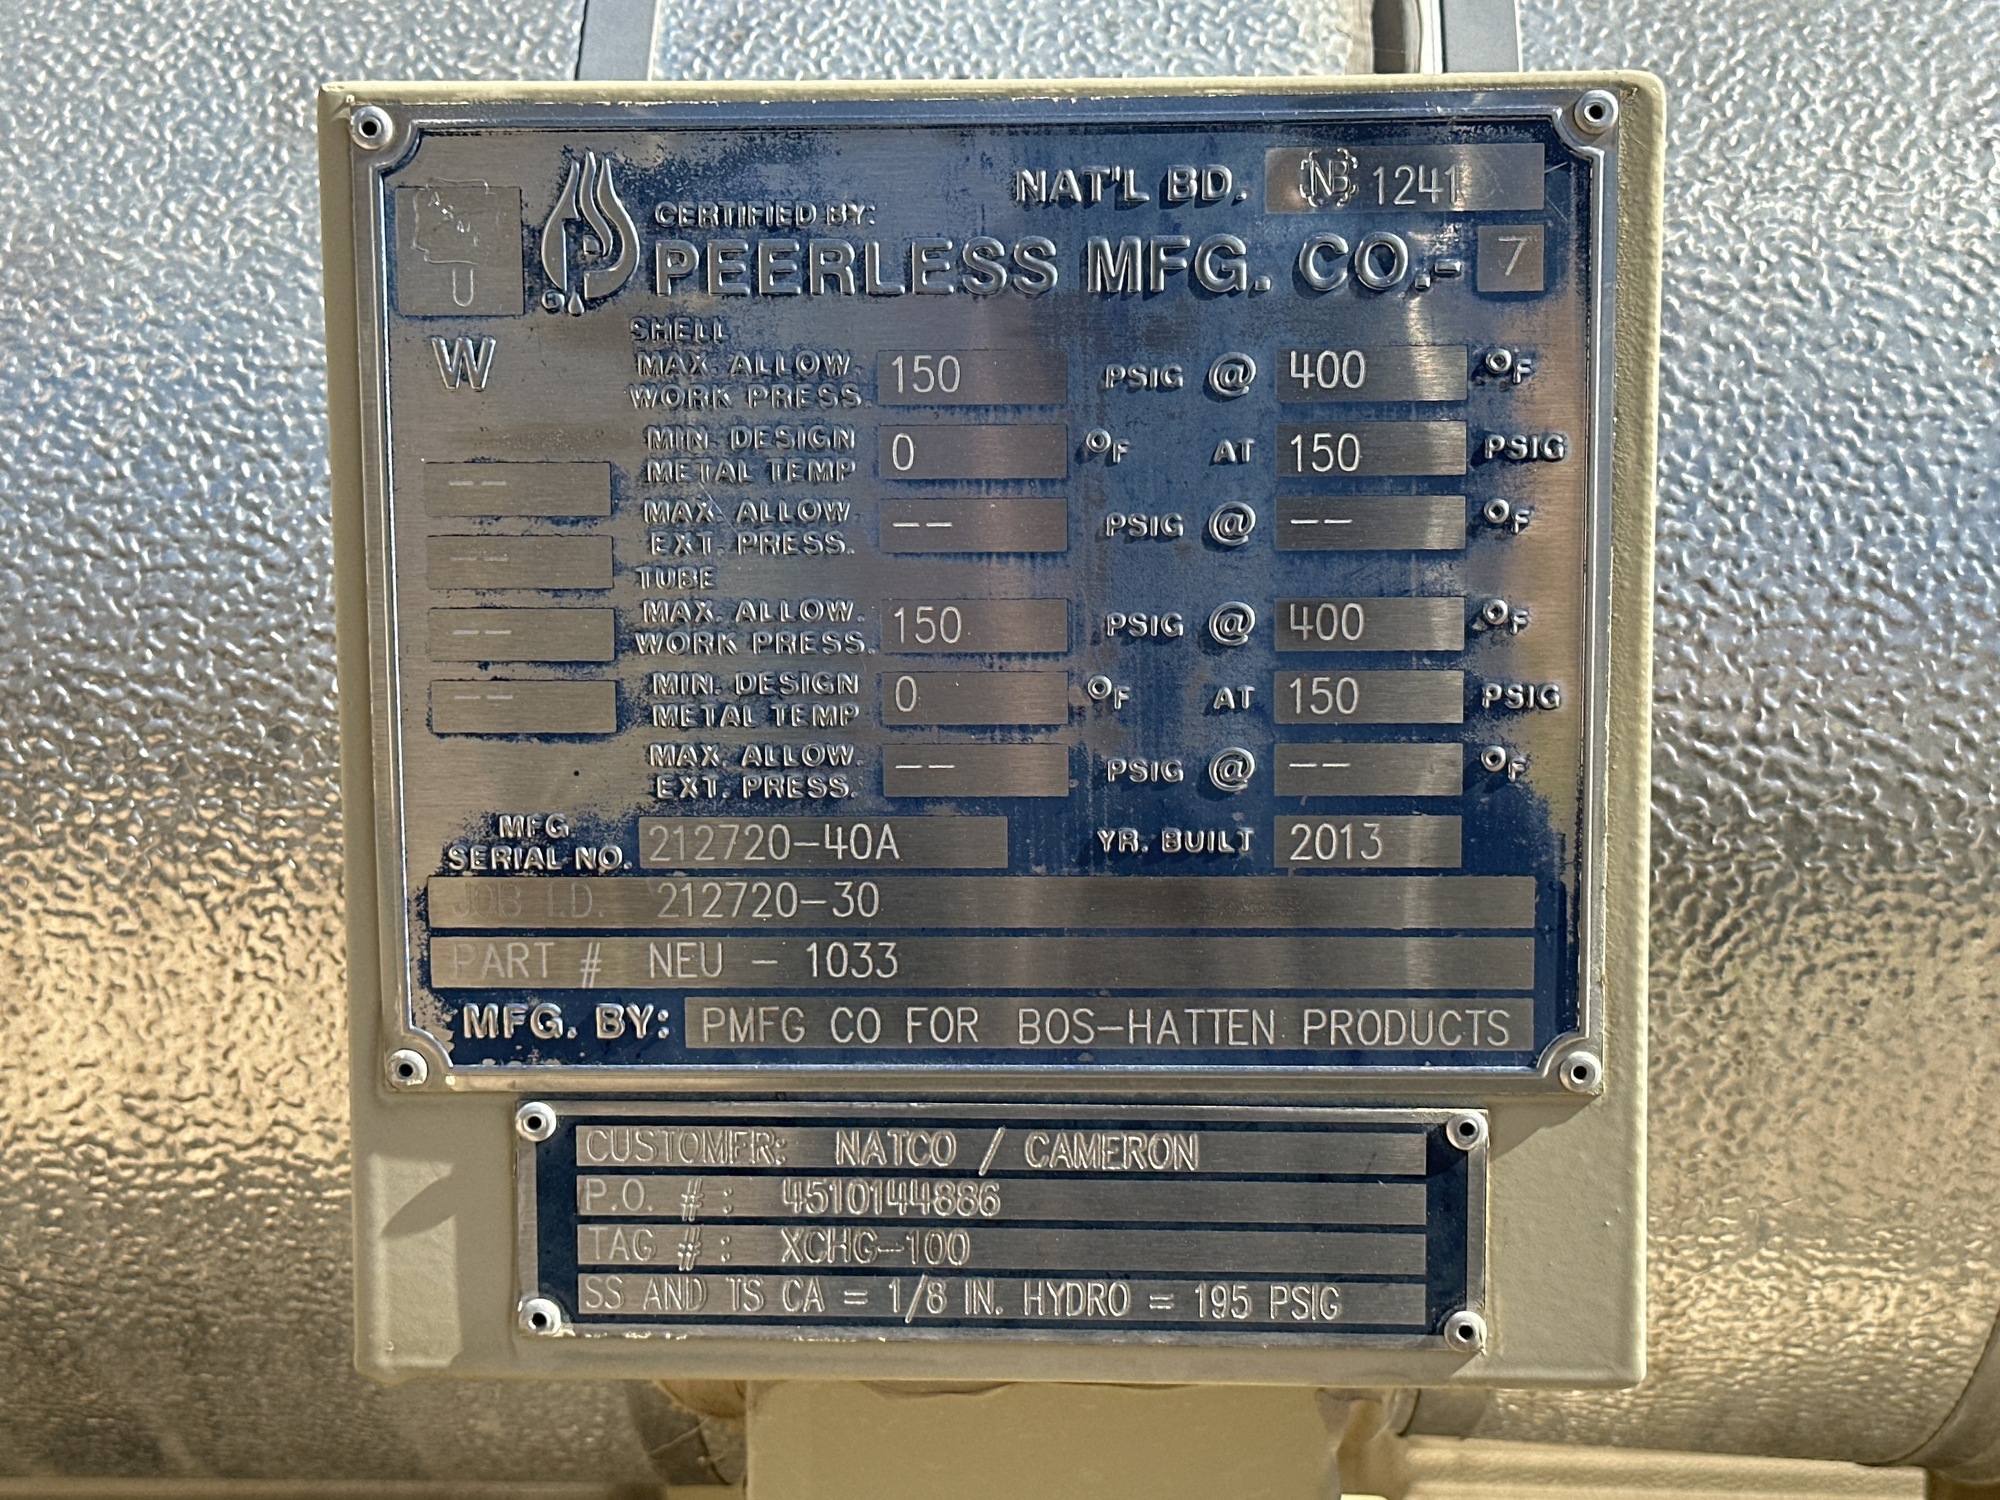 NAT'L BD. NB 1241
CERTIFIED BY:
PEERLESS MFG. CO.- 7
U
W
SHELL
MAX. ALLOW. WORK PRESS. 150 PSIG @ 400 °F
MIN. DESIGN METAL TEMP 0 °F AT 150 PSIG
-- MAX. ALLOW. EXT. PRESS. -- PSIG @ -- °F
-- TUBE
-- MAX. ALLOW. WORK PRESS. 150 PSIG @ 400 °F
-- MIN. DESIGN METAL TEMP 0 °F AT 150 PSIG
MAX. ALLOW. EXT. PRESS. -- PSIG @ -- °F
MFG. SERIAL NO. 212720-40A YR. BUILT 2013
JOB I.D. 212720-30
PART # NEU - 1033
MFG. BY: PMFG CO FOR BOS-HATTEN PRODUCTS
CUSTOMER: NATCO / CAMERON
P.O. #: 4510144886
TAG #: XCHG-100
SS AND TS CA = 1/8 IN. HYDRO = 195 PSIG